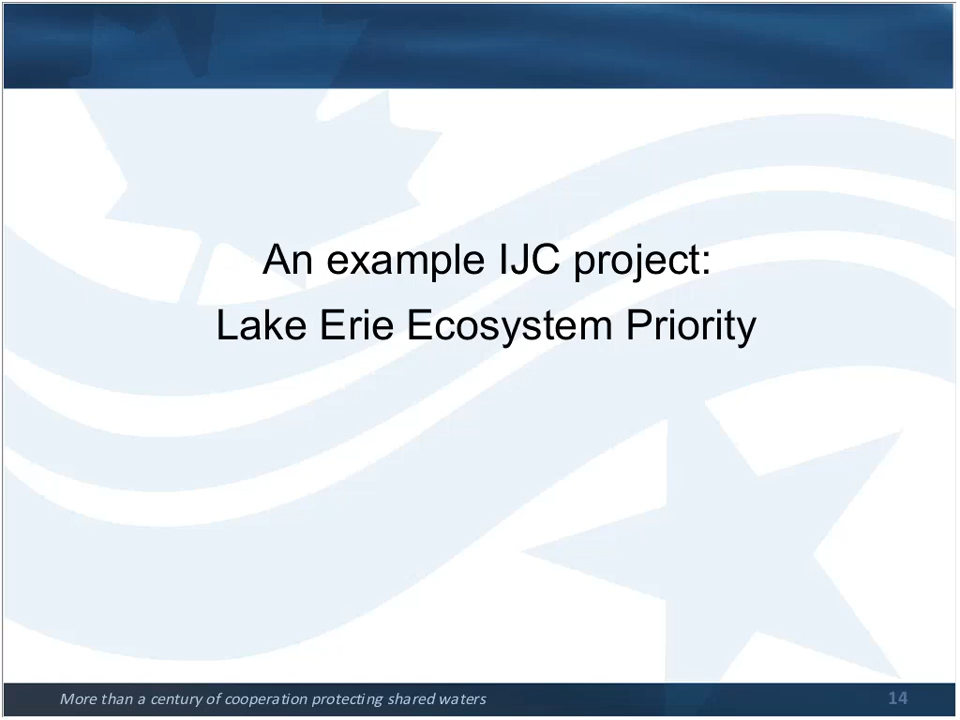 An example IJC project:
Lake Erie Ecosystem Priority
More than a century of cooperation protecting shared waters
14